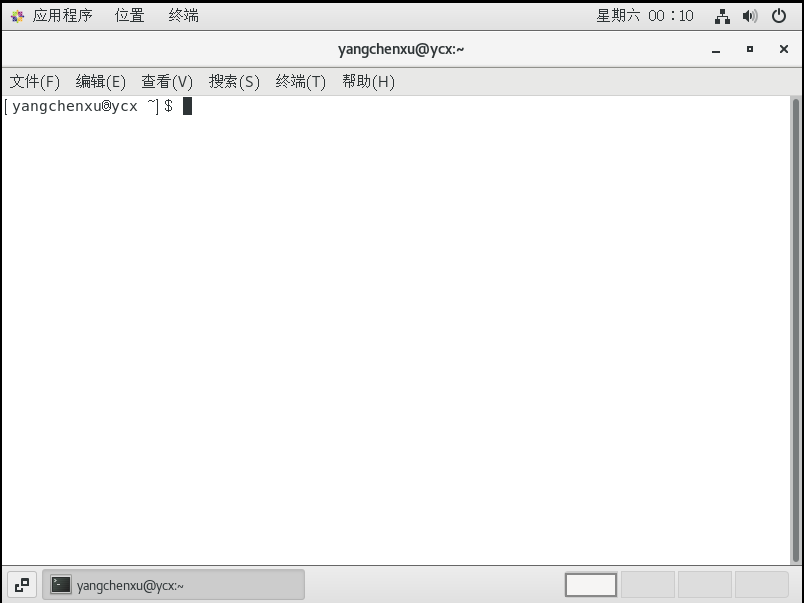 应用程序 位置 终端 星期六 00：10
yangchenxu@ycx:~
文件(F) 编辑(E) 查看(V) 搜索(S) 终端(T) 帮助(H)
[yangchenxu@ycx ~]$
yangchenxu@ycx:~